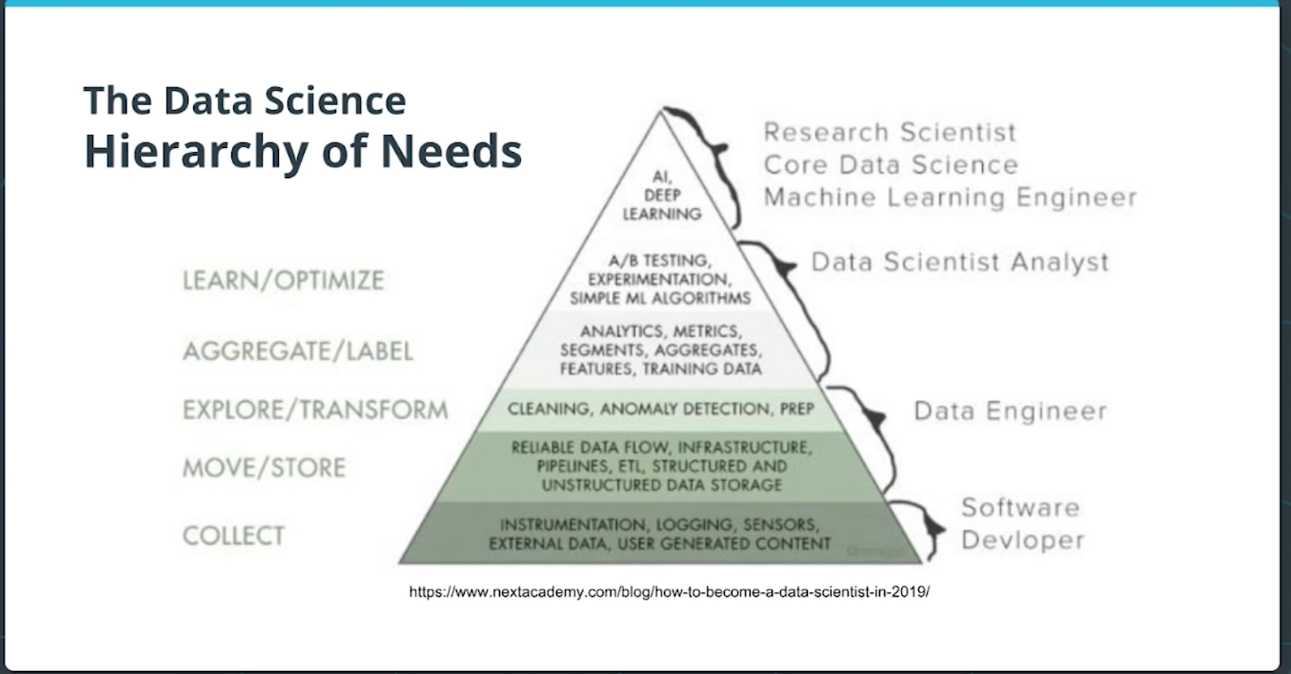 The Data Science
Hierarchy of Needs
Research Scientist
Core Data Science
Machine Learning Engineer
AI,
DEEP
LEARNING
Data Scientist Analyst
LEARN/OPTIMIZE
A/B TESTING,
EXPERIMENTATION,
SIMPLE ML ALGORITHMS
AGGREGATE/LABEL
ANALYTICS, METRICS,
SEGMENTS, AGGREGATES,
FEATURES, TRAINING DATA
EXPLORE/TRANSFORM
CLEANING, ANOMALY DETECTION, PREP
Data Engineer
MOVE/STORE
RELIABLE DATA FLOW, INFRASTRUCTURE,
PIPELINES, ETL, STRUCTURED AND
UNSTRUCTURED DATA STORAGE
COLLECT
INSTRUMENTATION, LOGGING, SENSORS,
EXTERNAL DATA, USER GENERATED CONTENT
Software
Devloper
https://www.nextacademy.com/blog/how-to-become-a-data-scientist-in-2019/